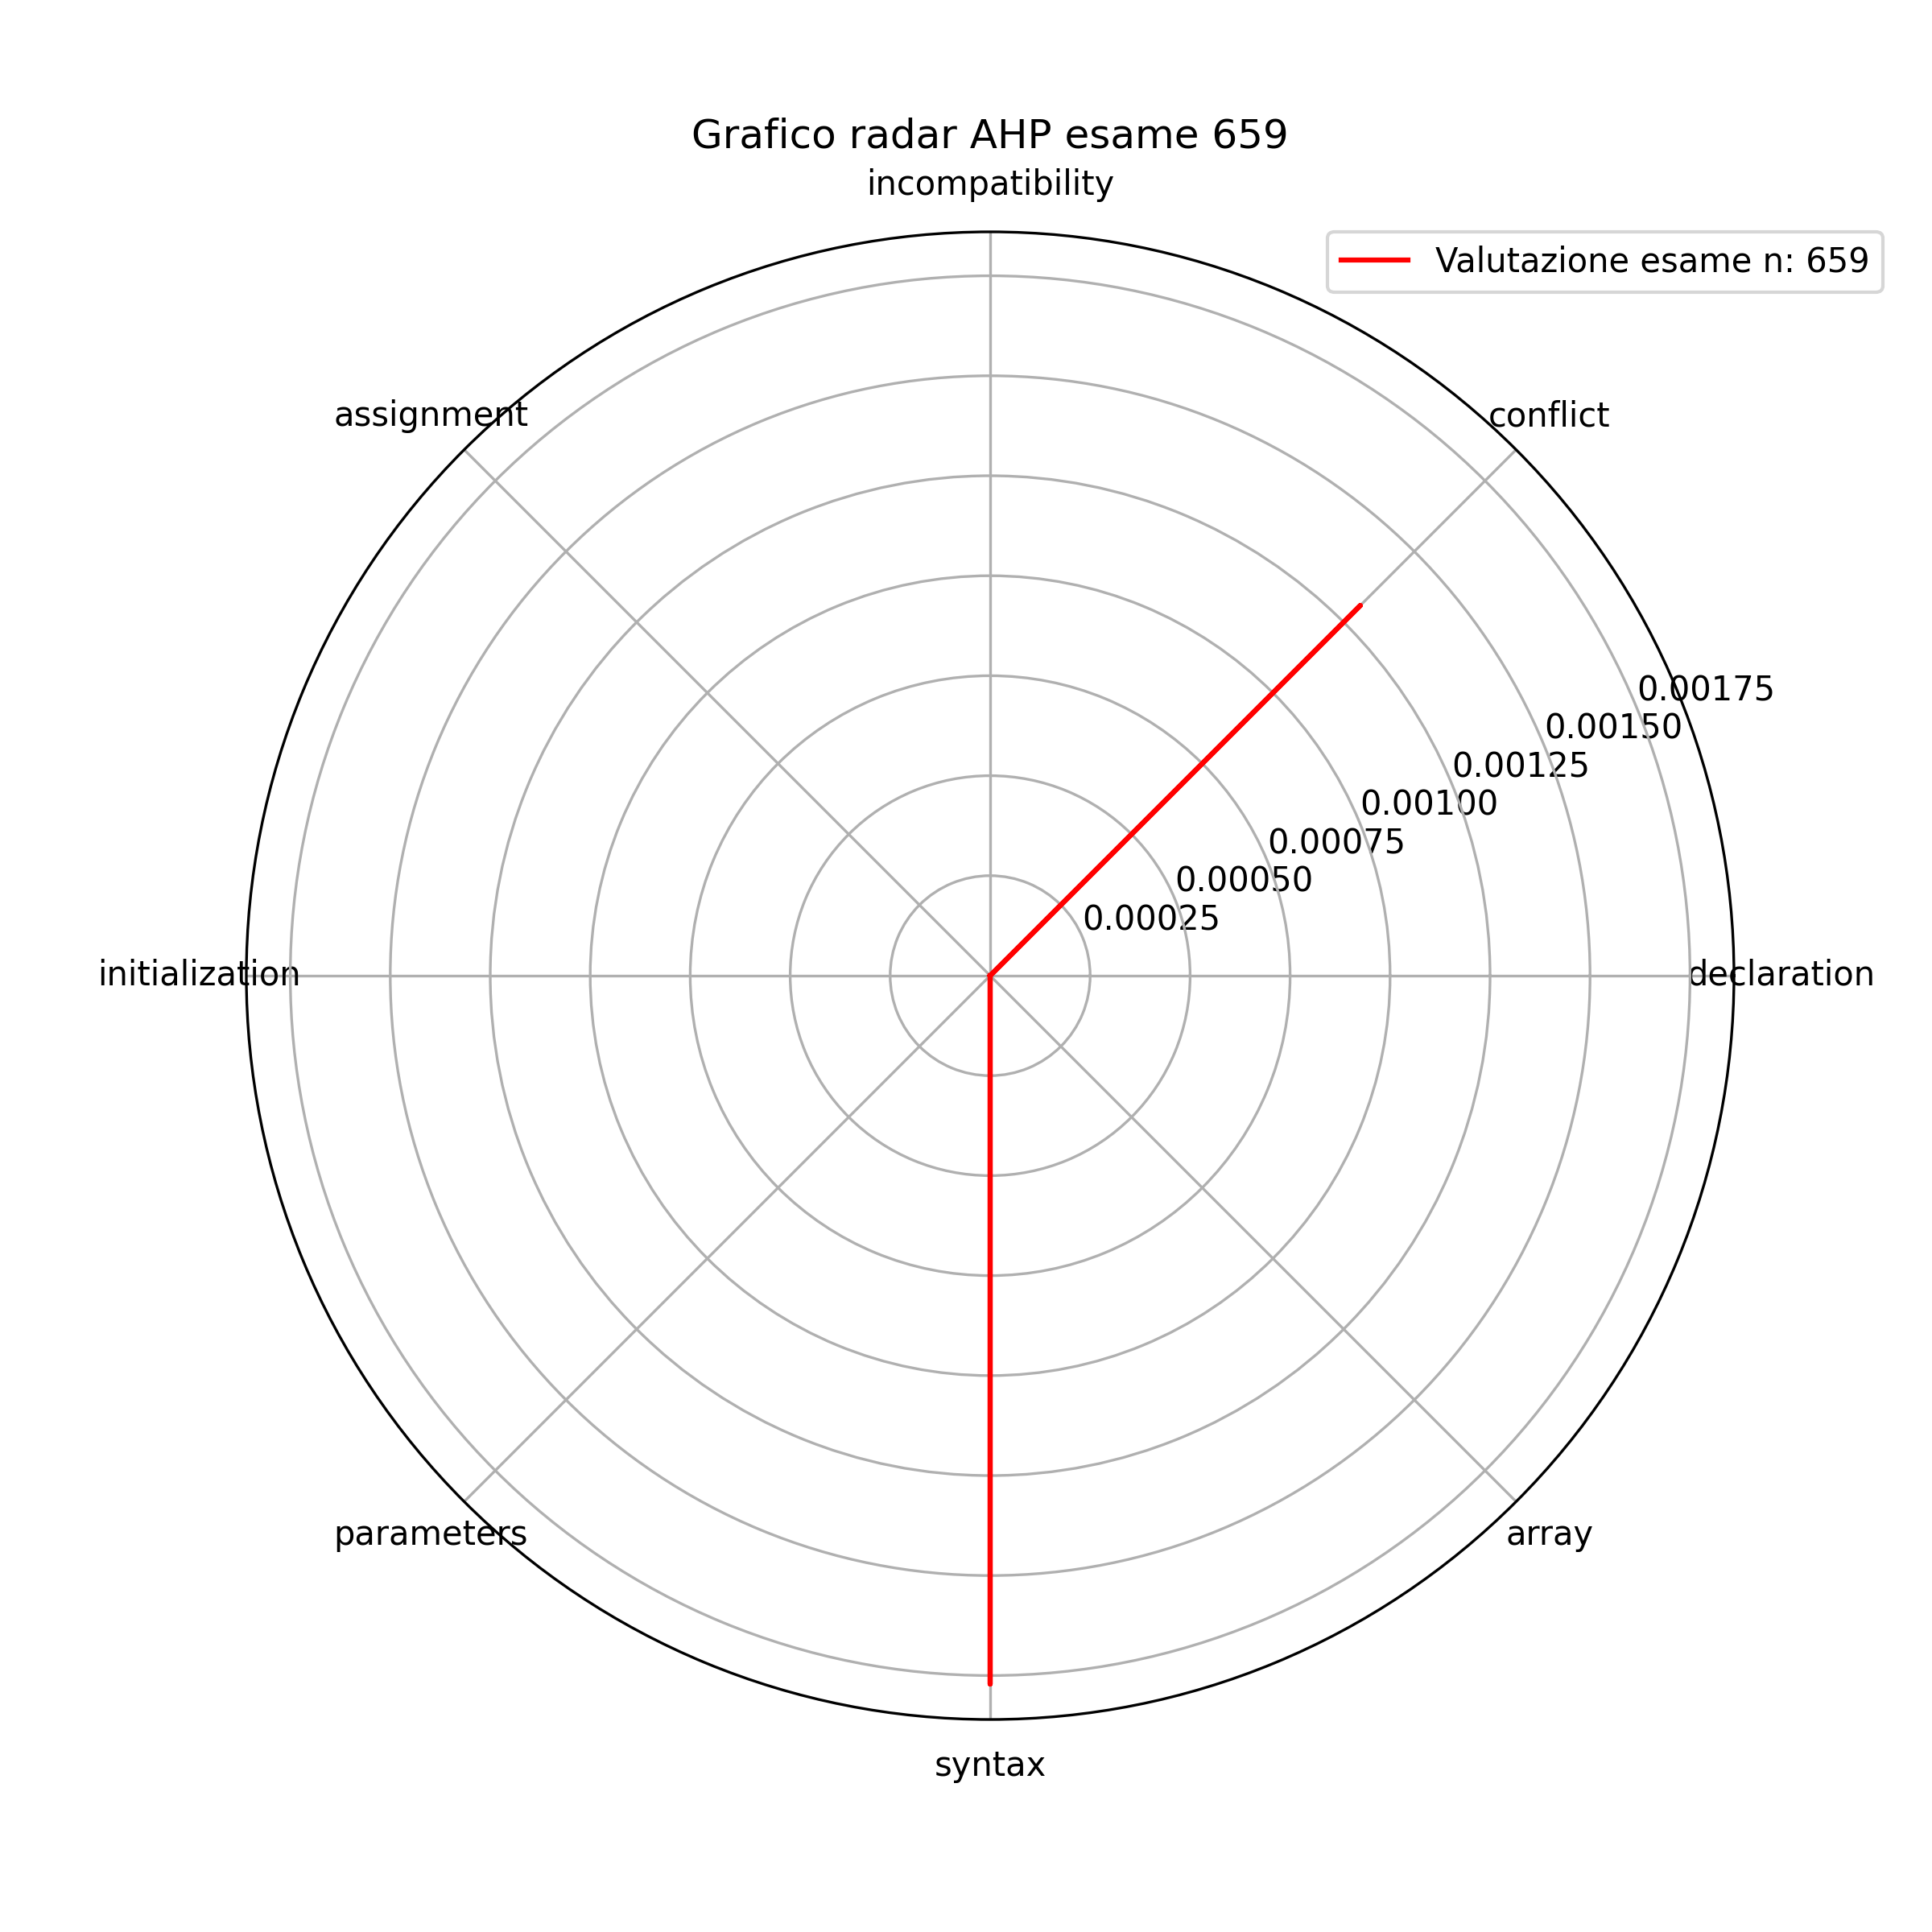 Grafico radar AHP esame 659
incompatibility
Valutazione esame n: 659
assignment
conflict
0.00175
0.00150
0.00125
0.00100
0.00075
0.00050
0.00025
initialization
declaration
parameters
array
syntax